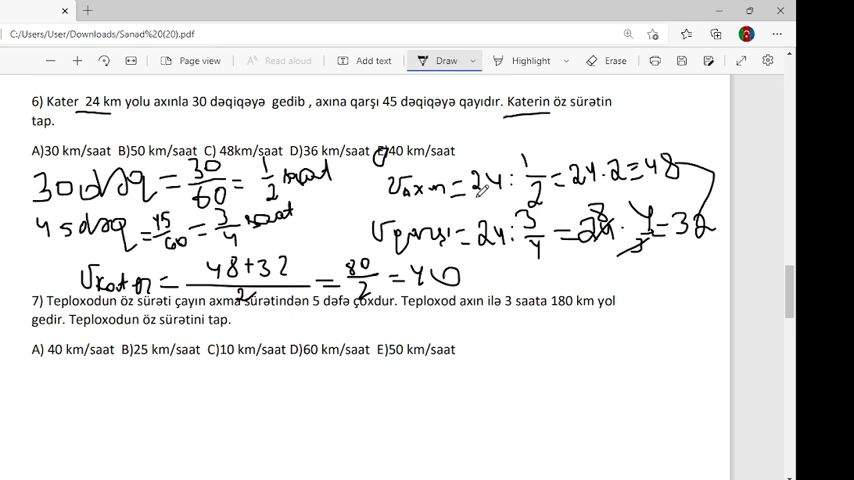 C:/Users/User/Downloads/Sənəd%20(20).pdf
Page view
Read aloud
Add text
Draw
Highlight
Erase
6) Kater 24 km yolu axınla 30 dəqiqəyə gedib , axına qarşı 45 dəqiqəyə qayıdır. Katerin öz sürətin
tap.
A)30 km/saat B)50 km/saat C) 48km/saat D)36 km/saat E)40 km/saat
30 dəq = 30/60 = 1/2 saat
V axın = 24 : 1/2 = 24 · 2 = 48
45 dəq = 45/60 = 3/4 saat
V qarşı = 24 : 3/4 = 24 8 · 4/3 = 32
V kater = 48+32/2 = 80/2 = 40
7) Teploxodun öz sürəti çayın axma sürətindən 5 dəfə çoxdur. Teploxod axın ilə 3 saata 180 km yol
gedir. Teploxodun öz sürətini tap.
A) 40 km/saat B)25 km/saat C)10 km/saat D)60 km/saat E)50 km/saat